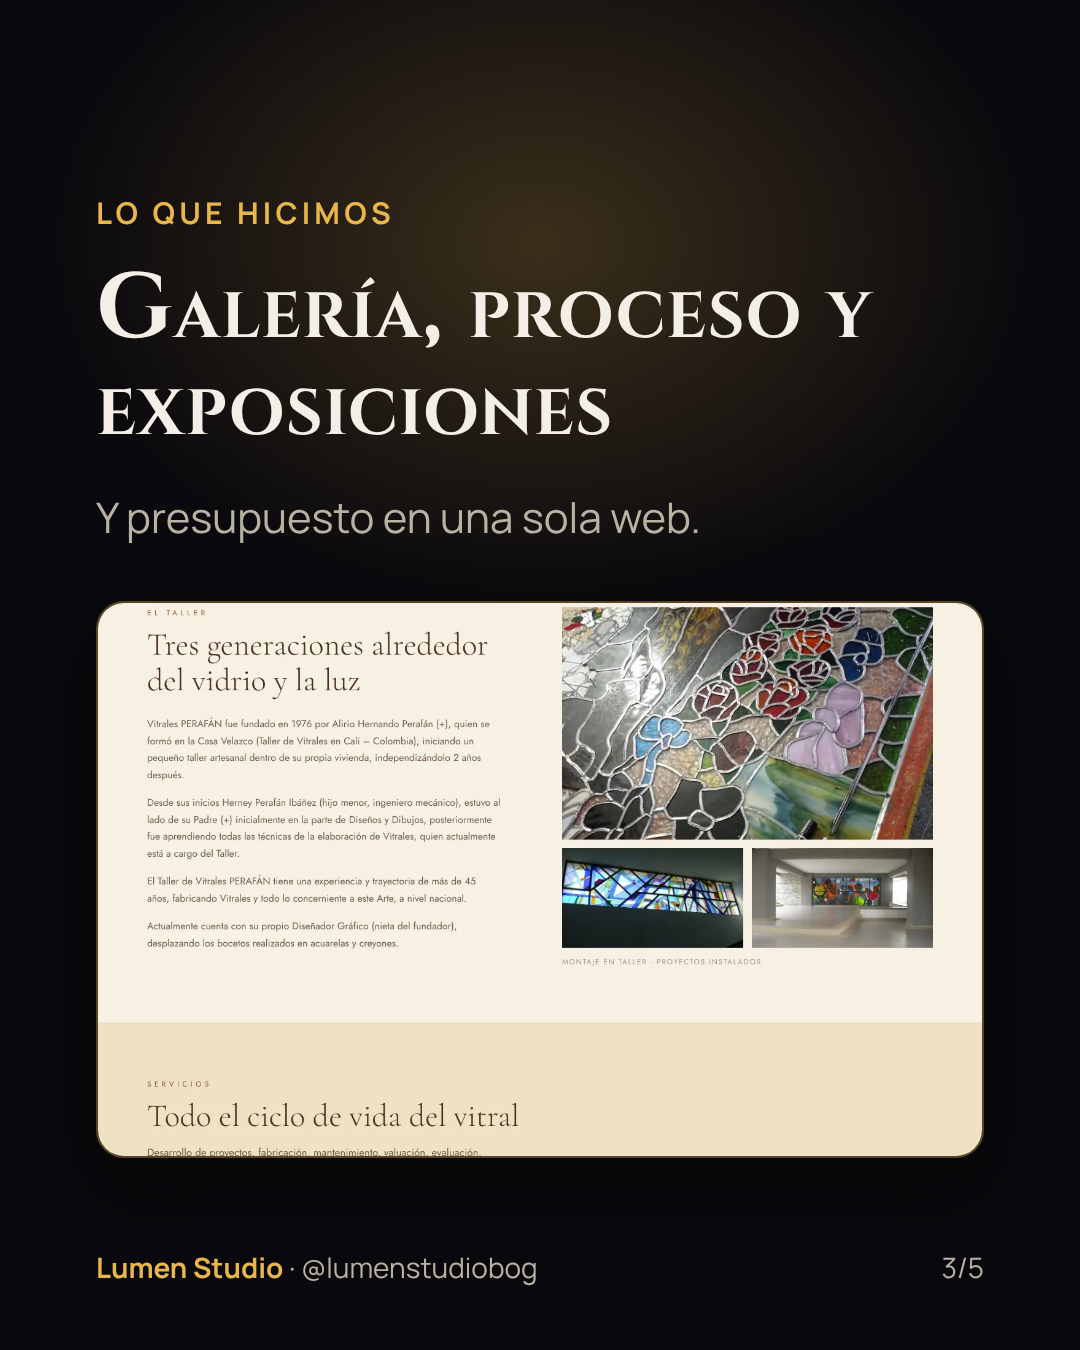 LO QUE HICIMOS
Galería, proceso y
exposiciones
Y presupuesto en una sola web.
EL TALLER
Tres generaciones alrededor
del vidrio y la luz
Vitrales PERAFÁN fue fundado en 1976 por Alirio Hernando Perafán (+), quien se
formó en la Casa Velazco (Taller de Vitrales en Cali – Colombia), iniciando un
pequeño taller artesanal dentro de su propia vivienda, independizándolo 2 años
después.
Desde sus inicios Herney Perafán Ibáñez (hijo menor, ingeniero mecánico), estuvo al
lado de su Padre (+) inicialmente en la parte de Diseños y Dibujos, posteriormente
fue aprendiendo todas las técnicas de la elaboración de Vitrales, quien actualmente
está a cargo del Taller.
El Taller de Vitrales PERAFÁN tiene una experiencia y trayectoria de más de 45
años, fabricando Vitrales y todo lo concerniente a este Arte, a nivel nacional.
Actualmente cuenta con su propio Diseñador Gráfico (nieta del fundador),
desplazando los bocetos realizados en acuarelas y creyones.
MONTAJE EN TALLER · PROYECTOS INSTALADOS
SERVICIOS
Todo el ciclo de vida del vitral
Desarrollo de proyectos, fabricación, mantenimiento, valuación, evaluación,
Lumen Studio · @lumenstudiobog
3/5